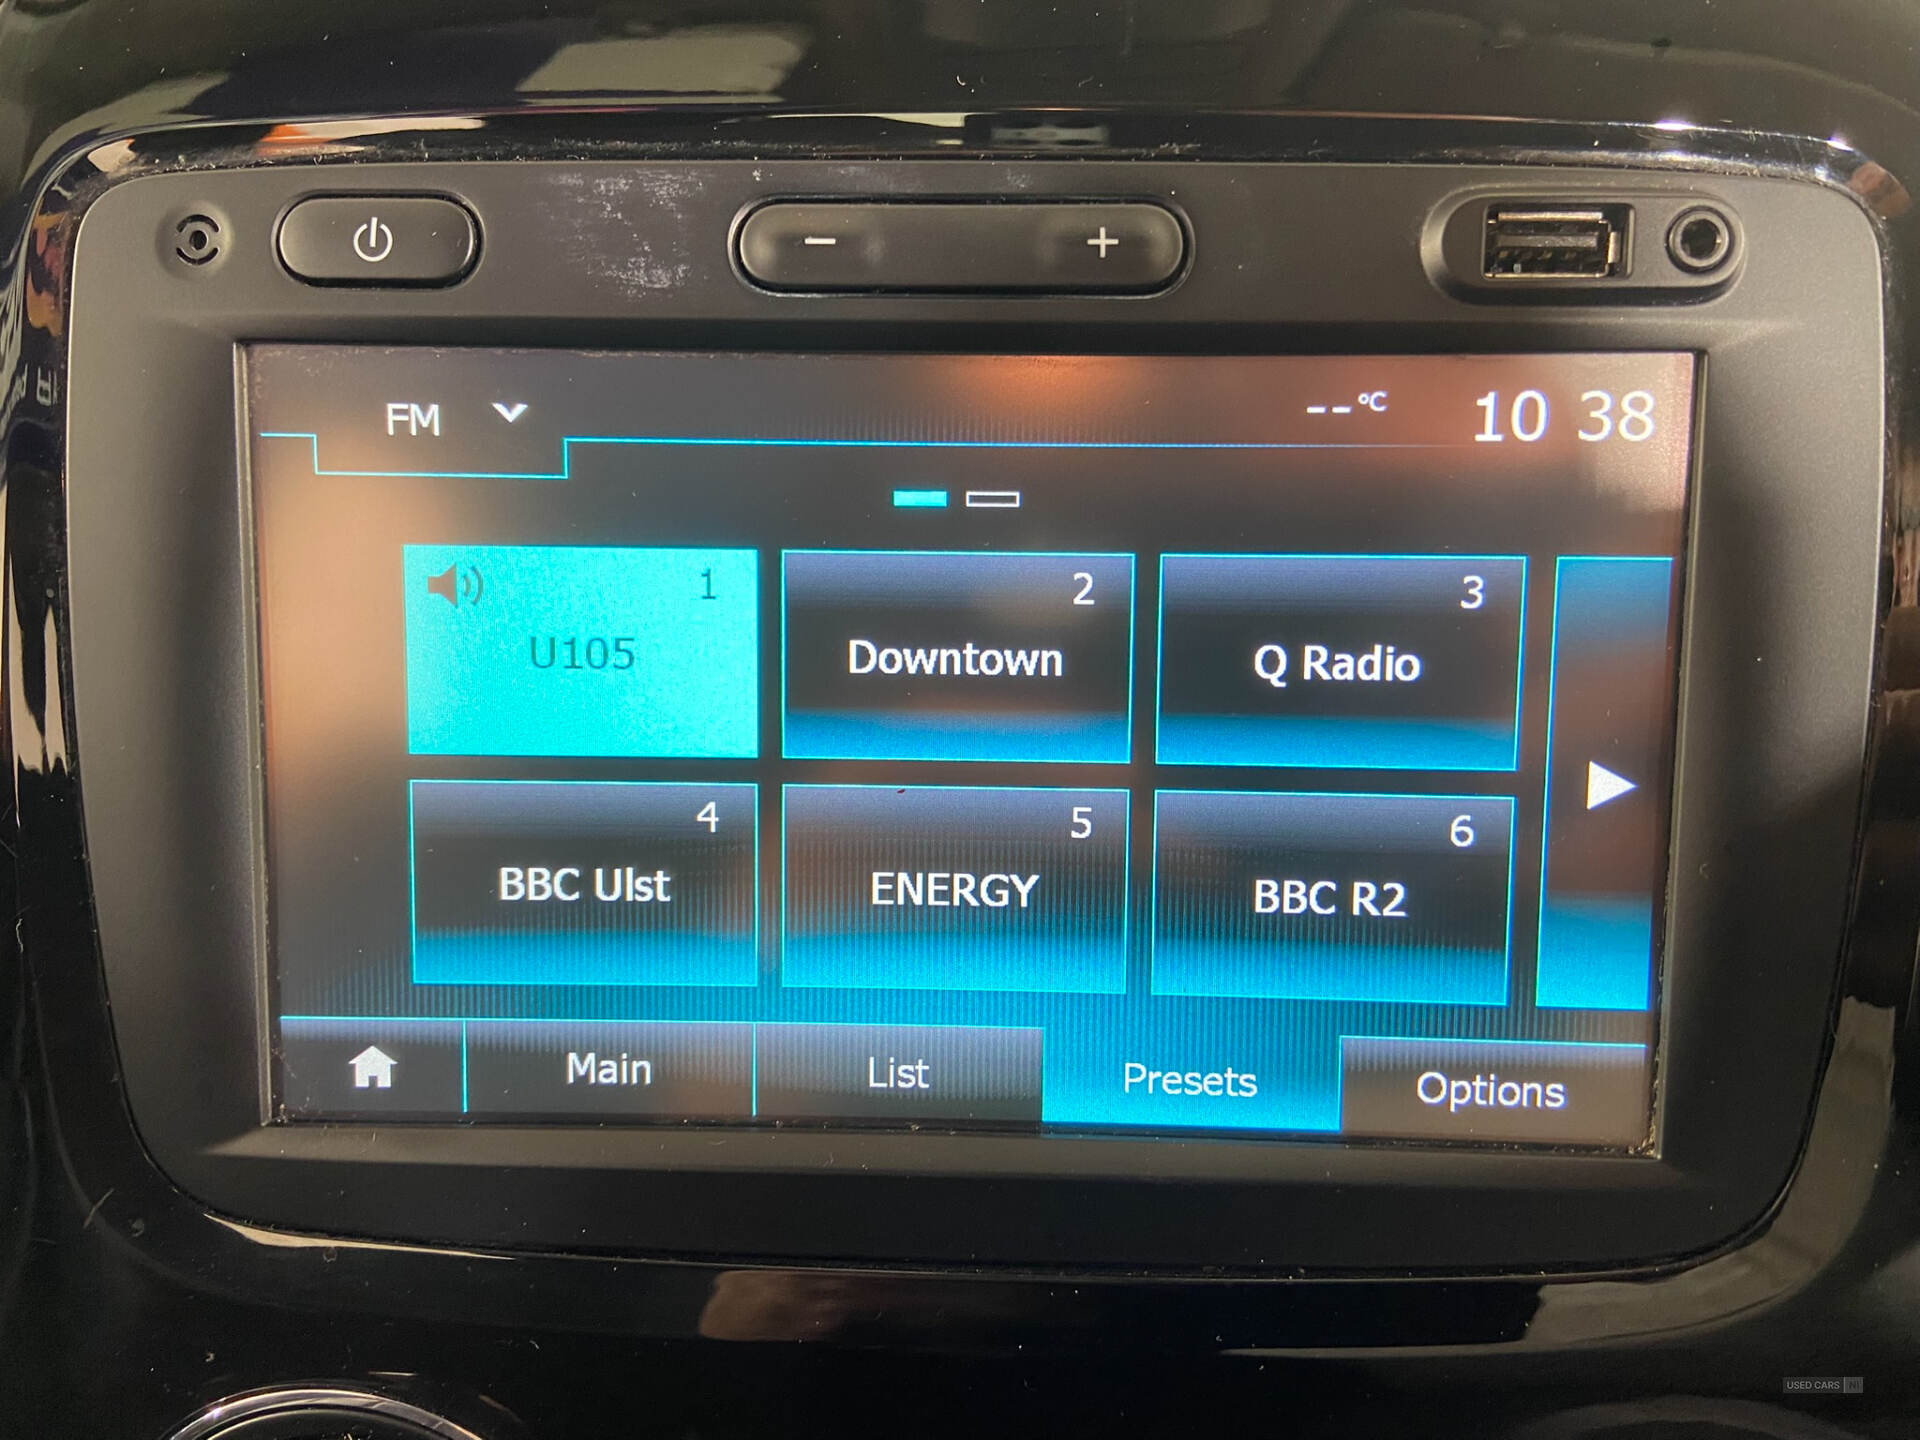 FM
--°C
10 38
1
U105
2
Downtown
3
Q Radio
4
BBC Ulst
5
ENERGY
6
BBC R2
Main
List
Presets
Options
USED CARS NI